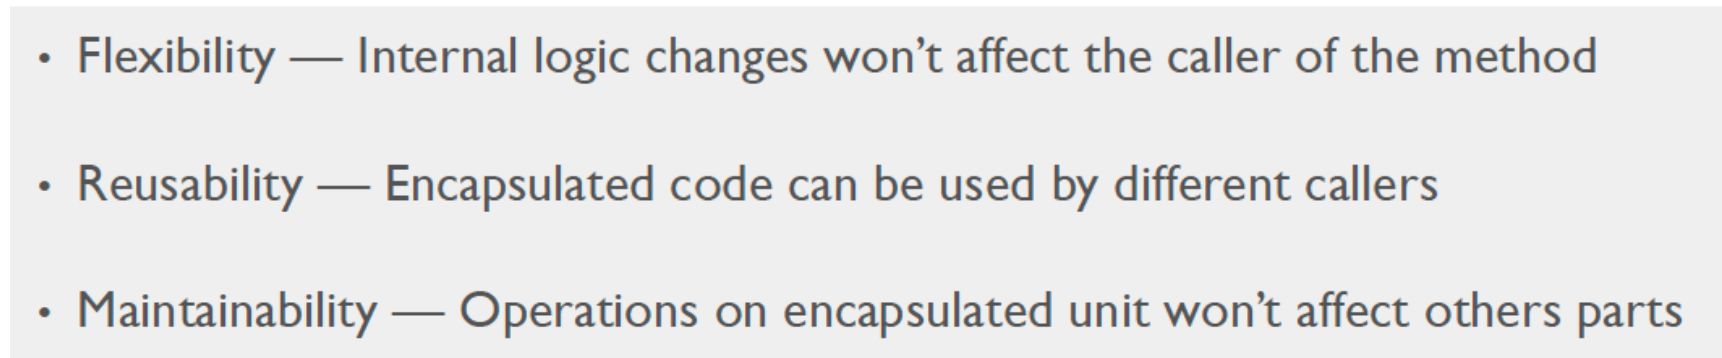 • Flexibility — Internal logic changes won’t affect the caller of the method
• Reusability — Encapsulated code can be used by different callers
• Maintainability — Operations on encapsulated unit won’t affect others parts